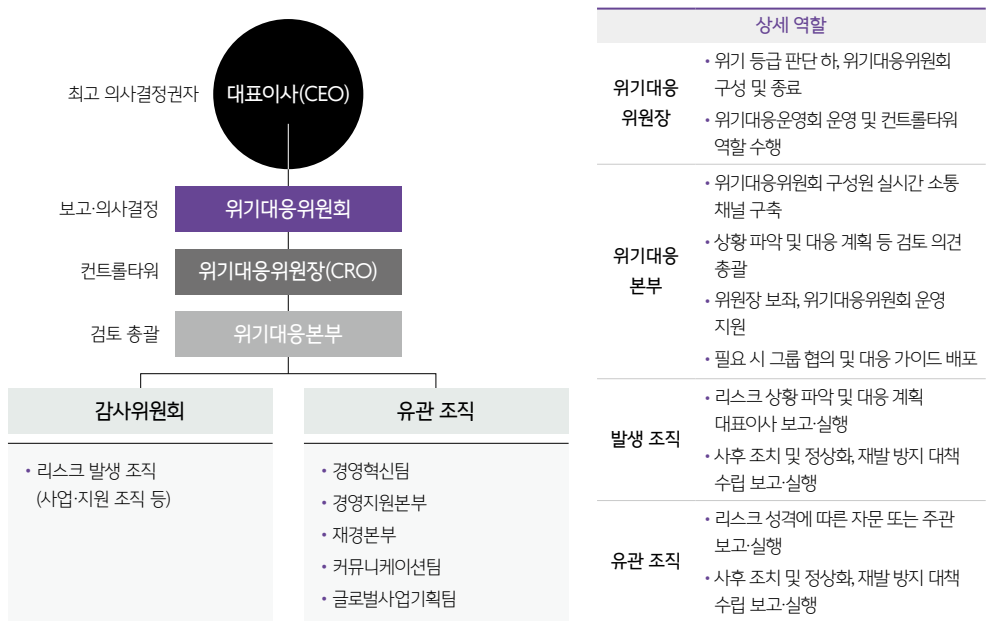 최고 의사결정권자
대표이사(CEO)
보고·의사결정
위기대응위원회
컨트롤타워
위기대응위원장(CRO)
검토 총괄
위기대응본부
감사위원회
• 리스크 발생 조직
(사업·지원 조직 등)
유관 조직
• 경영혁신팀
• 경영지원본부
• 재경본부
• 커뮤니케이션팀
• 글로벌사업기획팀
상세 역할
위기대응
위원장
• 위기 등급 판단 하, 위기대응위원회
구성 및 종료
• 위기대응운영회 운영 및 컨트롤타워
역할 수행
위기대응
본부
• 위기대응위원회 구성원 실시간 소통
채널 구축
• 상황 파악 및 대응 계획 등 검토 의견
총괄
• 위원장 보좌, 위기대응위원회 운영
지원
• 필요 시 그룹 협의 및 대응 가이드 배포
발생 조직
• 리스크 상황 파악 및 대응 계획
대표이사 보고·실행
• 사후 조치 및 정상화, 재발 방지 대책
수립 보고·실행
유관 조직
• 리스크 성격에 따른 자문 또는 주관
보고·실행
• 사후 조치 및 정상화, 재발 방지 대책
수립 보고·실행